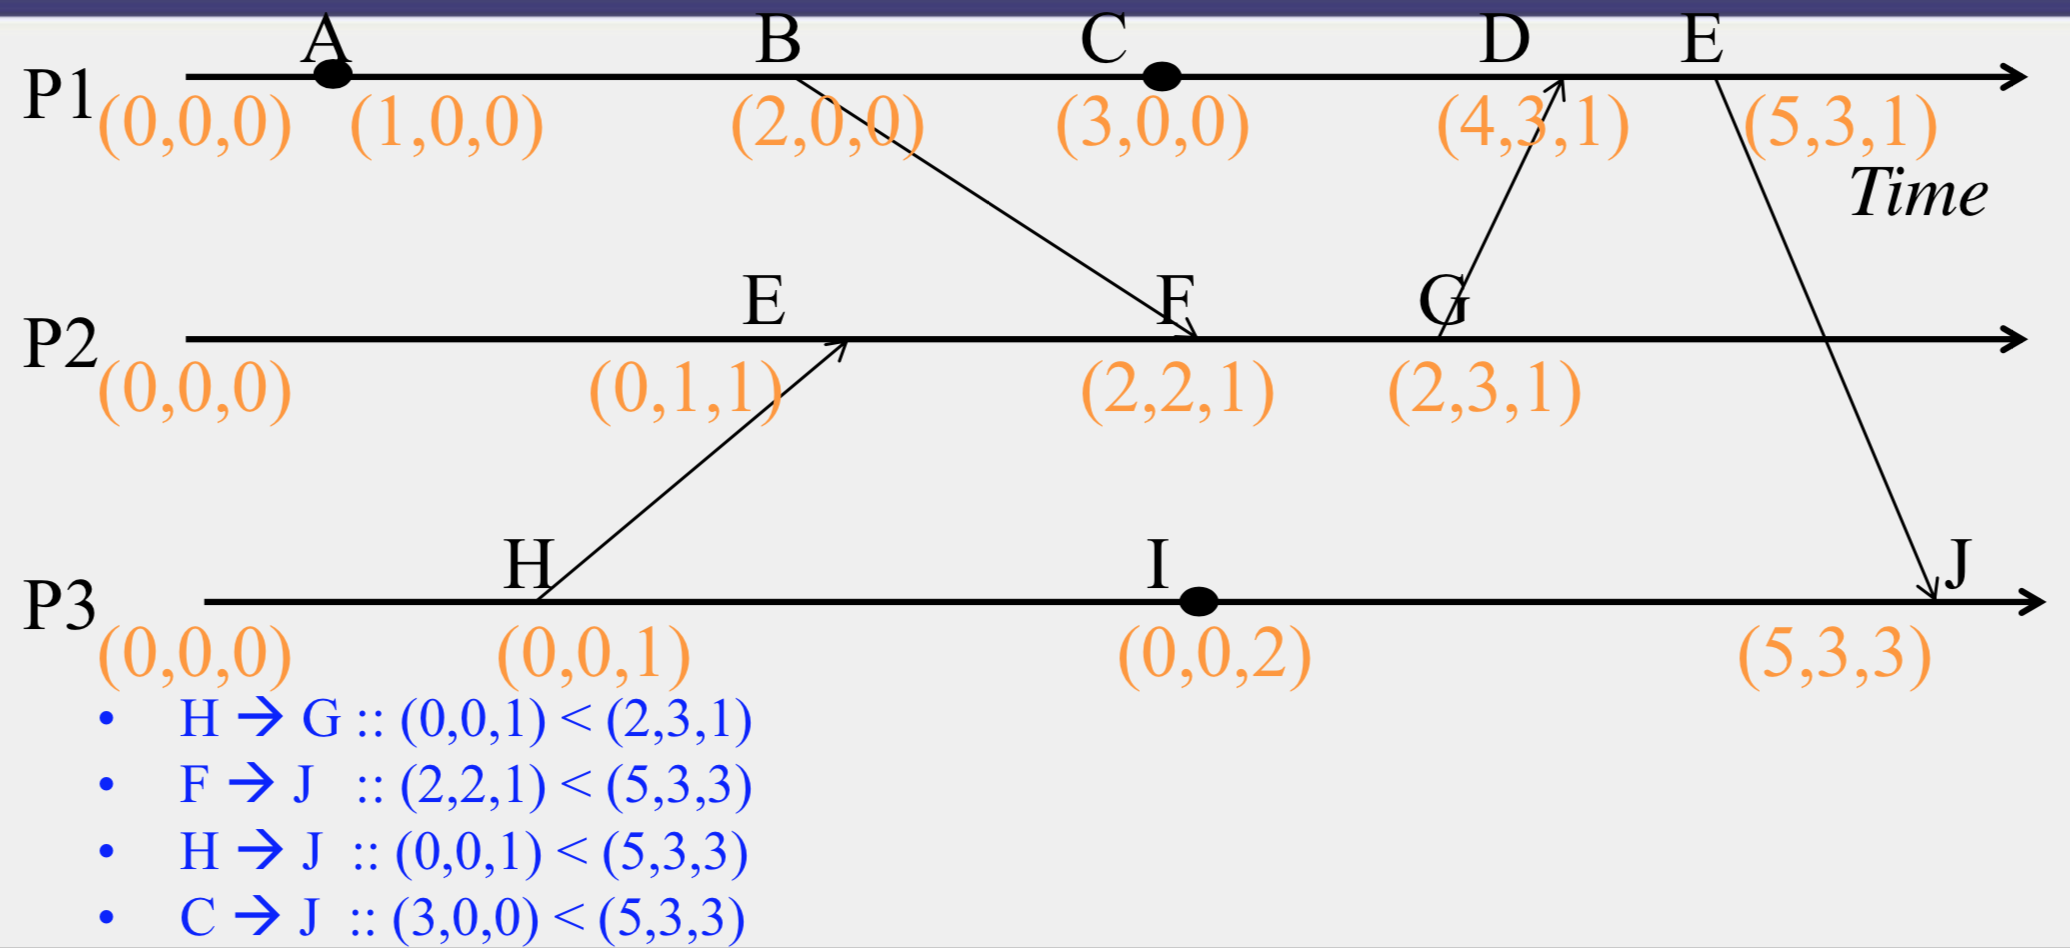 A B C D E
P1 (0,0,0) (1,0,0) (2,0,0) (3,0,0) (4,3,1) (5,3,1)
Time
E F G
P2
(0,0,0) (0,1,1) (2,2,1) (2,3,1)
H I J
P3
(0,0,0) (0,0,1) (0,0,2) (5,3,3)
• H → G :: (0,0,1) < (2,3,1)
• F → J :: (2,2,1) < (5,3,3)
• H → J :: (0,0,1) < (5,3,3)
• C → J :: (3,0,0) < (5,3,3)